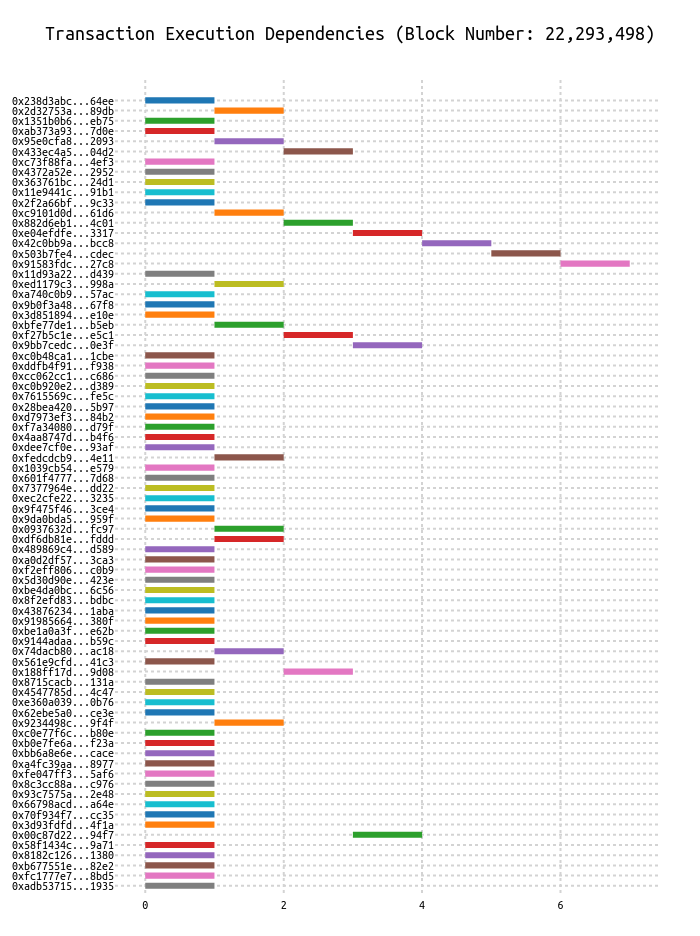 Transaction Execution Dependencies (Block Number: 22,293,498)
0x238d3abc...64ee
0x2d32753a...89db
0x1351b0b6...eb75
0xab373a93...7d0e
0x95e0cfa8...2093
0x433ec4a5...04d2
0xc73f88fa...4ef3
0x4372a52e...2952
0x363761bc...24d1
0x11e9441c...91b1
0x2f2a66bf...9c33
0xc9101d0d...61d6
0x882d6eb1...4c01
0xe04efdfe...3317
0x42c0bb9a...bcc8
0x503b7fe4...cdec
0x91583fdc...27c8
0x11d93a22...d439
0xed1179c3...998a
0xa740c0b9...57ac
0x9b0f3a48...67f8
0x3d851894...e10e
0xbfe77de1...b5eb
0xf27b5c1e...e5c1
0x9bb7cedc...0e3f
0xc0b48ca1...1cbe
0xddfb4f91...f938
0xcc062cc1...c686
0xc0b920e2...d389
0x7615569c...fe5c
0x28bea420...5b97
0xd7973ef3...84b2
0xf7a34080...d79f
0x4aa8747d...b4f6
0xdee7cf0e...93af
0xfedcdcb9...4e11
0x1039cb54...e579
0x601f4777...7d68
0x7377964e...dd22
0xec2cfe22...3235
0x9f475f46...3ce4
0x9da0bda5...959f
0x0937632d...fc97
0xdf6db81e...fddd
0x489869c4...d589
0xa0d2df57...3ca3
0xf2eff806...c0b9
0x5d30d90e...423e
0xbe4da0bc...6c56
0x8f2efd83...bdbc
0x43876234...1aba
0x91985664...380f
0xbe1a0a3f...e62b
0x9144adaa...b59c
0x74dacb80...ac18
0x561e9cfd...41c3
0x188ff17d...9d08
0x8715cacb...131a
0x4547785d...4c47
0xe360a039...0b76
0x62ebe5a0...ce3e
0x9234498c...9f4f
0xc0e77f6c...b80e
0xb0e7fe6a...f23a
0xbb6a8e6e...cace
0xa4fc39aa...8977
0xfe047ff3...5af6
0x8c3cc88a...c976
0x93c7575a...2e48
0x66798acd...a64e
0x70f934f7...cc35
0x3d93fdfd...4f1a
0x00c87d22...94f7
0x58f1434c...9a71
0x8182c126...1380
0xb677551e...82e2
0xfc1777e7...8bd5
0xadb53715...1935
0 2 4 6